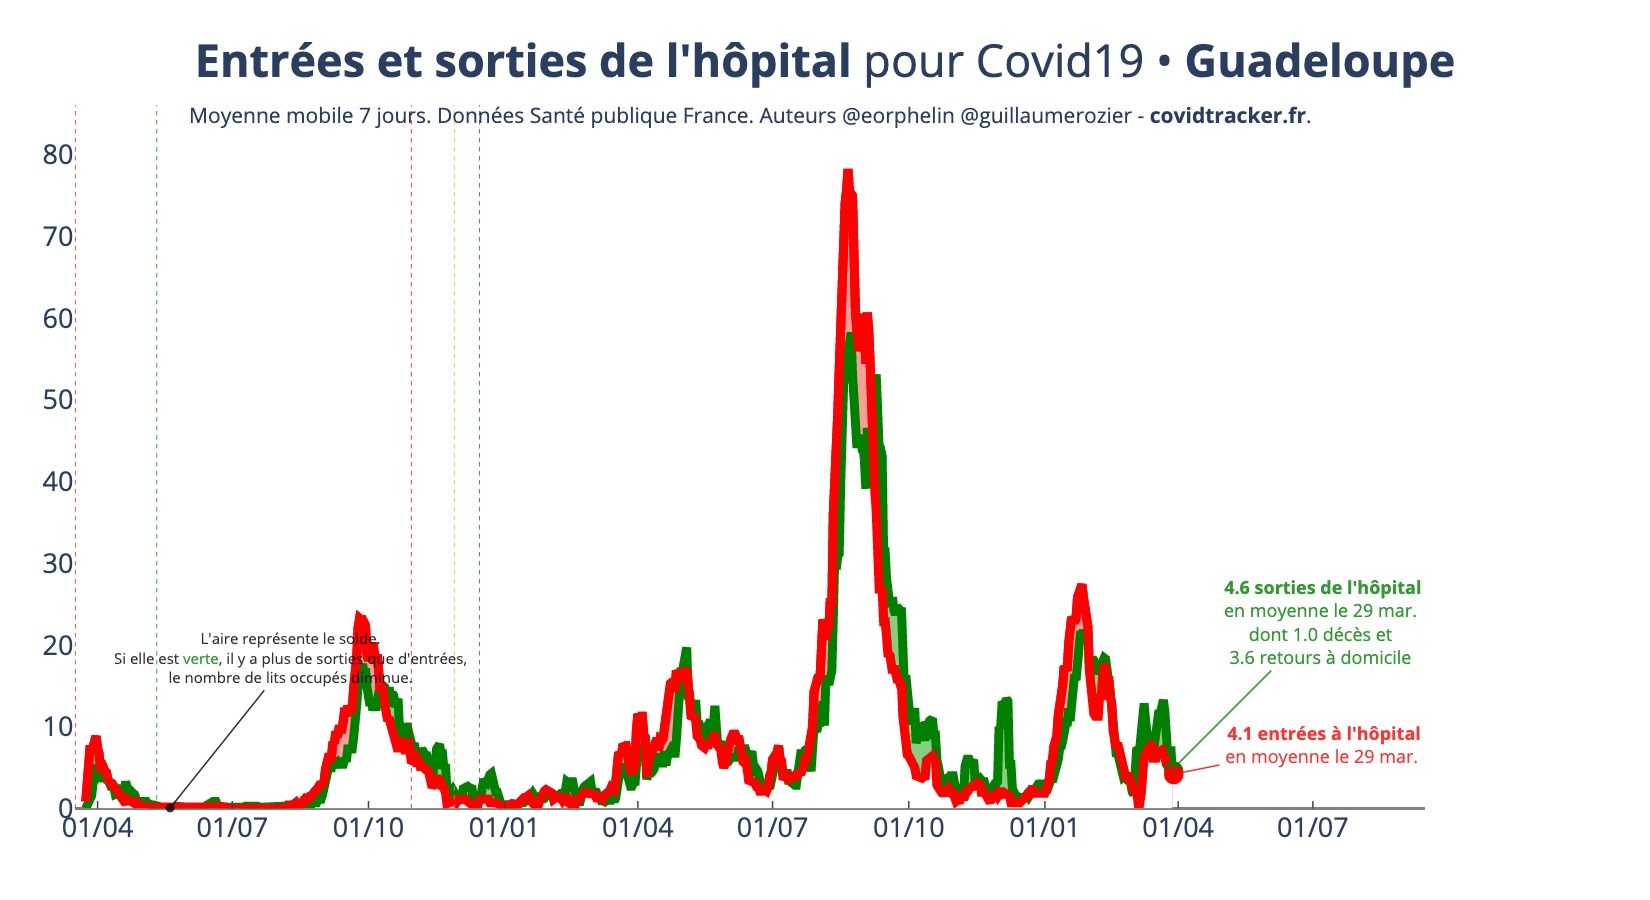 Entrées et sorties de l'hôpital pour Covid19 • Guadeloupe
Moyenne mobile 7 jours. Données Santé publique France. Auteurs @eorphelin @guillaumerozier - covidtracker.fr.
80
70
60
50
40
30
20
10
0
L'aire représente le solde.
Si elle est verte, il y a plus de sorties que d'entrées,
le nombre de lits occupés diminue.
4.6 sorties de l'hôpital
en moyenne le 29 mar.
dont 1.0 décès et
3.6 retours à domicile
4.1 entrées à l'hôpital
en moyenne le 29 mar.
01/04 01/07 01/10 01/01 01/04 01/07 01/10 01/01 01/04 01/07